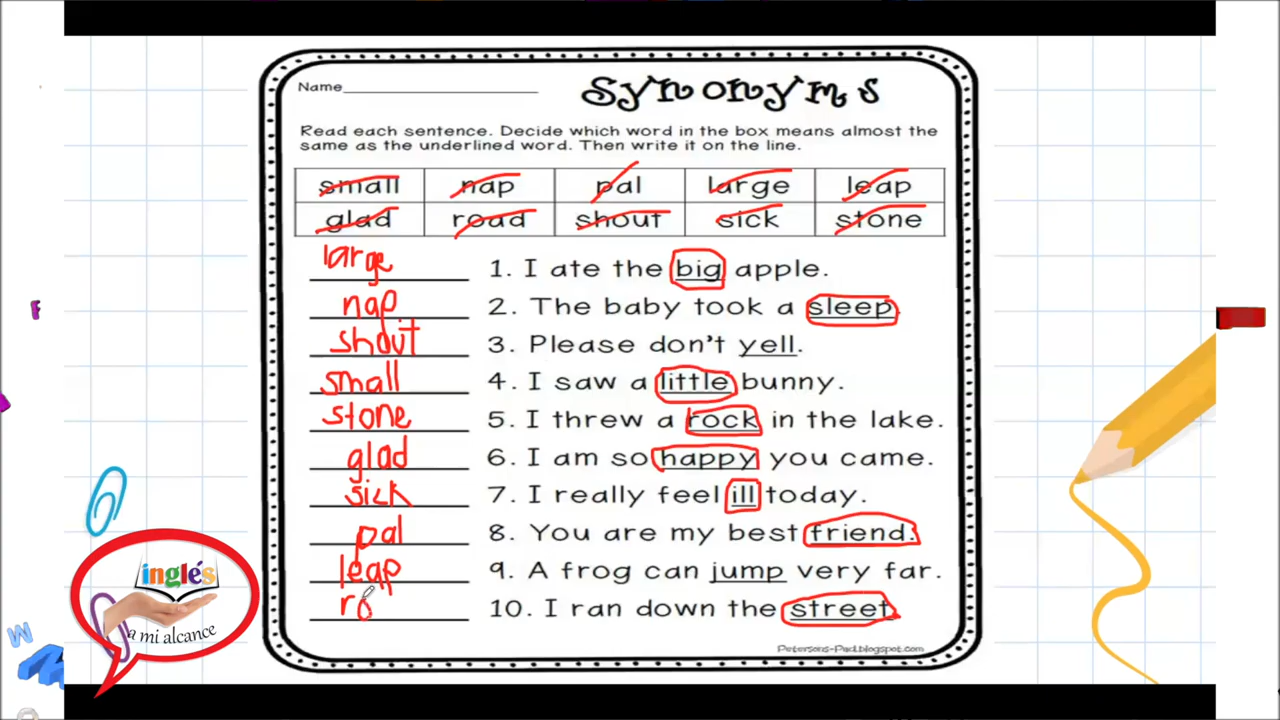 Name
Synonyms
Read each sentence. Decide which word in the box means almost the
same as the underlined word. Then write it on the line.
small nap pal large leap
glad road shout sick stone
large 1. I ate the big apple.
nap 2. The baby took a sleep.
shout 3. Please don't yell.
small 4. I saw a little bunny.
stone 5. I threw a rock in the lake.
glad 6. I am so happy you came.
sick 7. I really feel ill today.
pal 8. You are my best friend.
leap 9. A frog can jump very far.
ro 10. I ran down the street.
Petersons-Pad.blogspot.com
inglés
a mi alcance
F
W